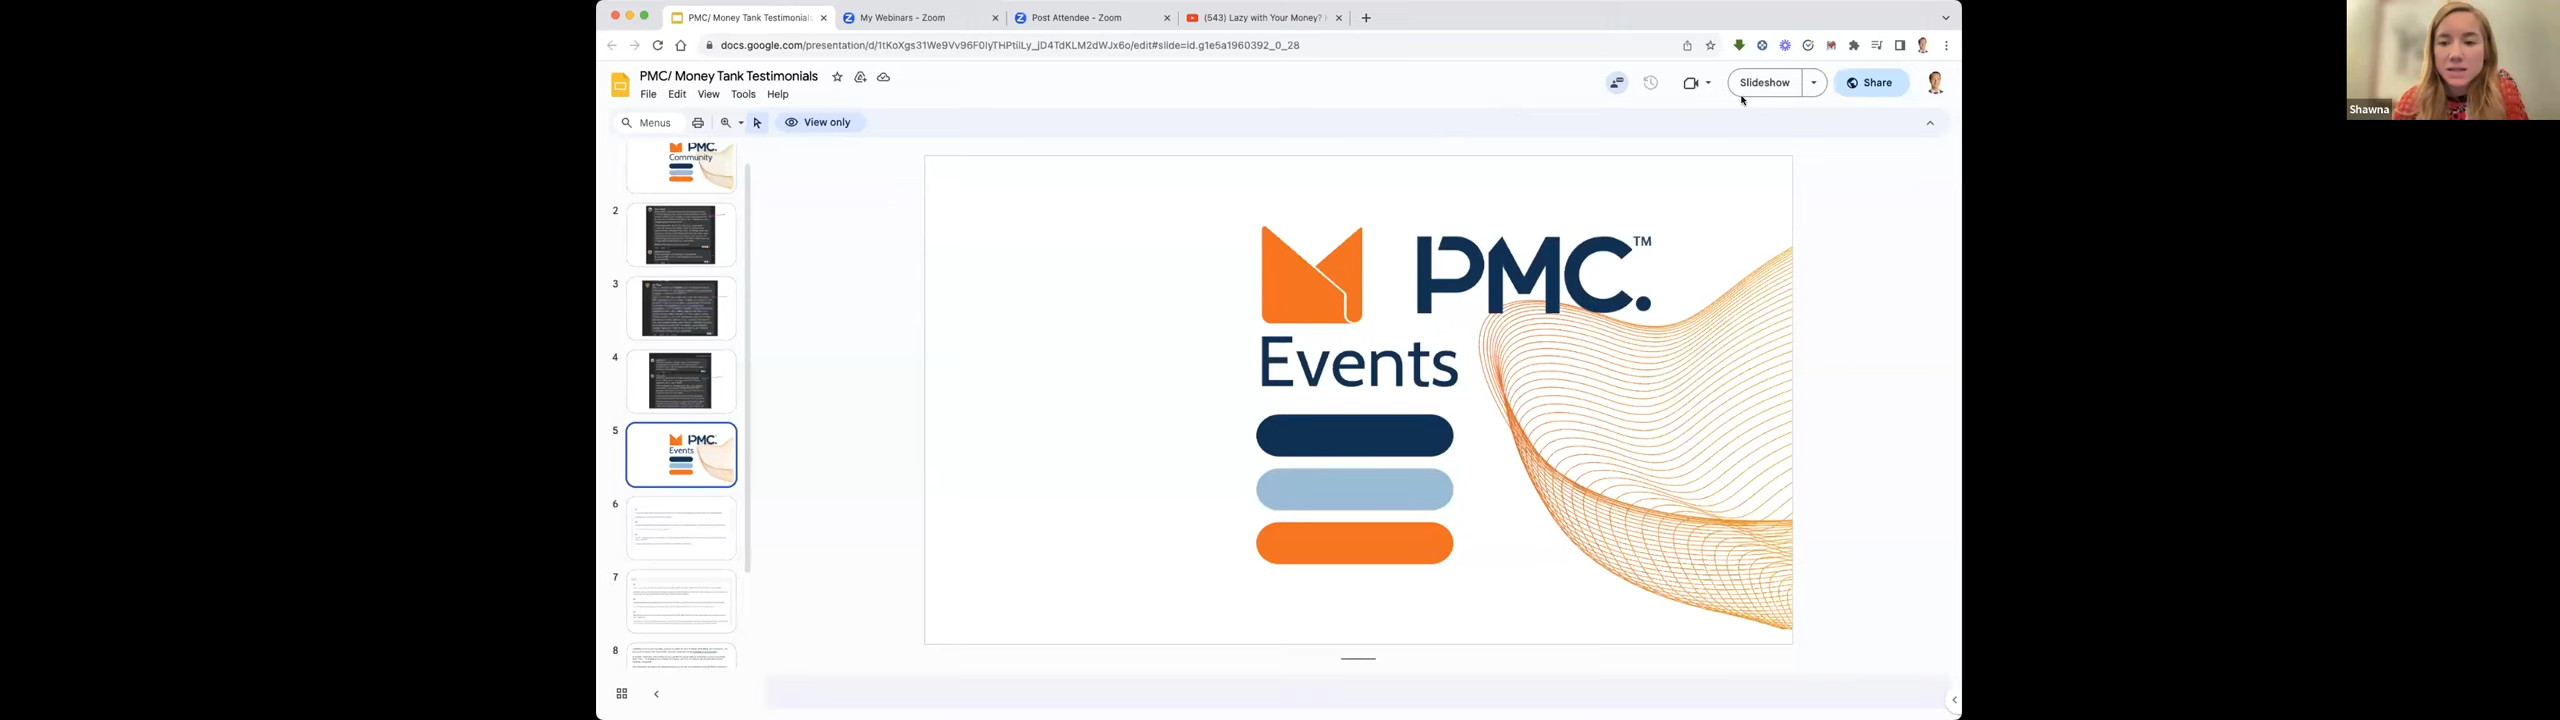 PMC/ Money Tank Testimonials
My Webinars - Zoom
Post Attendee - Zoom
(543) Lazy with Your Money?
docs.google.com/presentation/d/1tKoXgs31We9Vv96F0IyTHPtiiLy_jD4TdKLM2dWJx6o/edit#slide=id.g1e5a1960392_0_28
PMC/ Money Tank Testimonials
File Edit View Tools Help
Slideshow
Share
Menus
View only
PMC.
Community
2
3
4
5
PMC.
Events
6
7
8
PMC.™
Events
Shawna